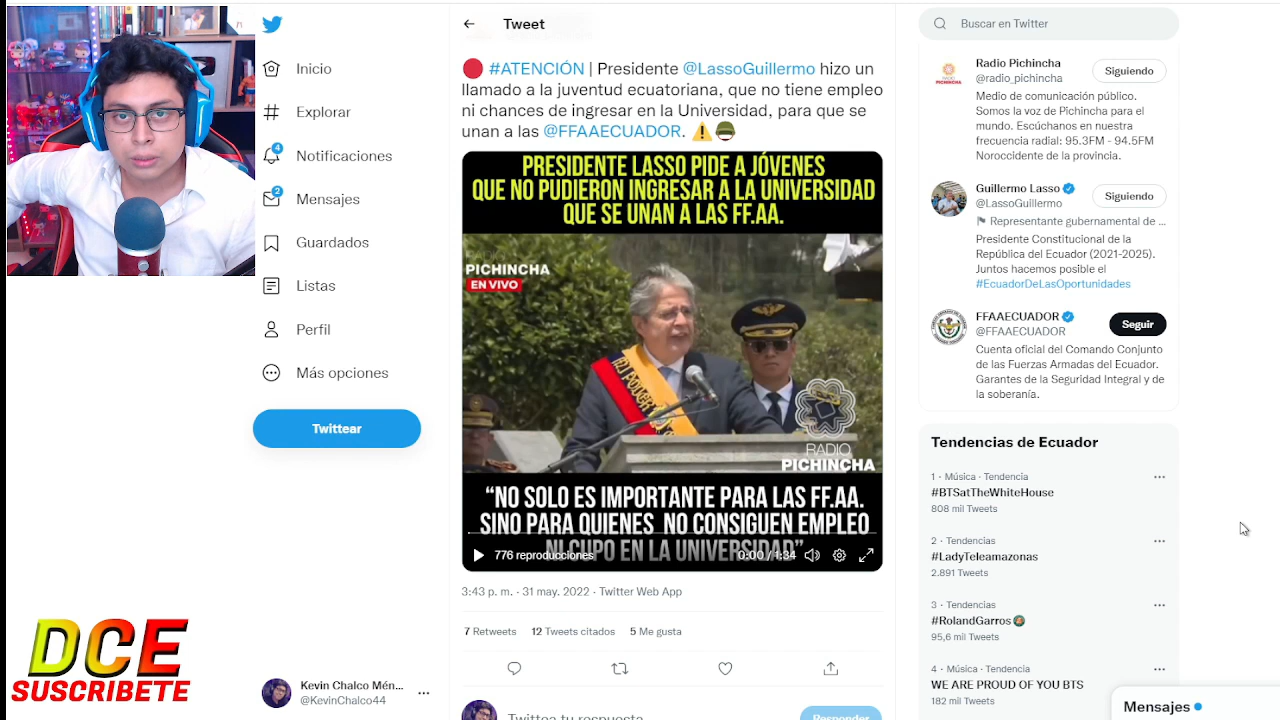 Tweet
Buscar en Twitter
Inicio
Explorar
4
Notificaciones
2
Mensajes
Guardados
Listas
Perfil
Más opciones
Twittear
🔴 #ATENCIÓN | Presidente @LassoGuillermo hizo un
llamado a la juventud ecuatoriana, que no tiene empleo
ni chances de ingresar en la Universidad, para que se
unan a las @FFAAECUADOR. ⚠️🪖
PRESIDENTE LASSO PIDE A JÓVENES
QUE NO PUDIERON INGRESAR A LA UNIVERSIDAD
QUE SE UNAN A LAS FF.AA.
PICHINCHA
EN VIVO
RADIO
PICHINCHA
“NO SOLO ES IMPORTANTE PARA LAS FF.AA.
SINO PARA QUIENES NO CONSIGUEN EMPLEO
NI CUPO EN LA UNIVERSIDAD”
776 reproducciones
0:00 / 1:34
3:43 p. m. · 31 may. 2022 · Twitter Web App
7 Retweets 12 Tweets citados 5 Me gusta
Twittea tu respuesta
Responder
Radio Pichincha
@radio_pichincha
Siguiendo
Medio de comunicación público.
Somos la voz de Pichincha para el
mundo. Escúchanos en nuestra
frecuencia radial: 95.3FM - 94.5FM
Noroccidente de la provincia.
Guillermo Lasso
@LassoGuillermo
Siguiendo
Representante gubernamental de ...
Presidente Constitucional de la
República del Ecuador (2021-2025).
Juntos hacemos posible el
#EcuadorDeLasOportunidades
FFAAECUADOR
@FFAAECUADOR
Seguir
Cuenta oficial del Comando Conjunto
de las Fuerzas Armadas del Ecuador.
Garantes de la Seguridad Integral y de
la soberanía.
Tendencias de Ecuador
1 · Música · Tendencia
#BTSatTheWhiteHouse
808 mil Tweets
2 · Tendencias
#LadyTeleamazonas
2.891 Tweets
3 · Tendencias
#RolandGarros
95,6 mil Tweets
4 · Música · Tendencia
WE ARE PROUD OF YOU BTS
182 mil Tweets
Mensajes
DCE
SUSCRIBETE
Kevin Chalco Mén...
@KevinChalco44